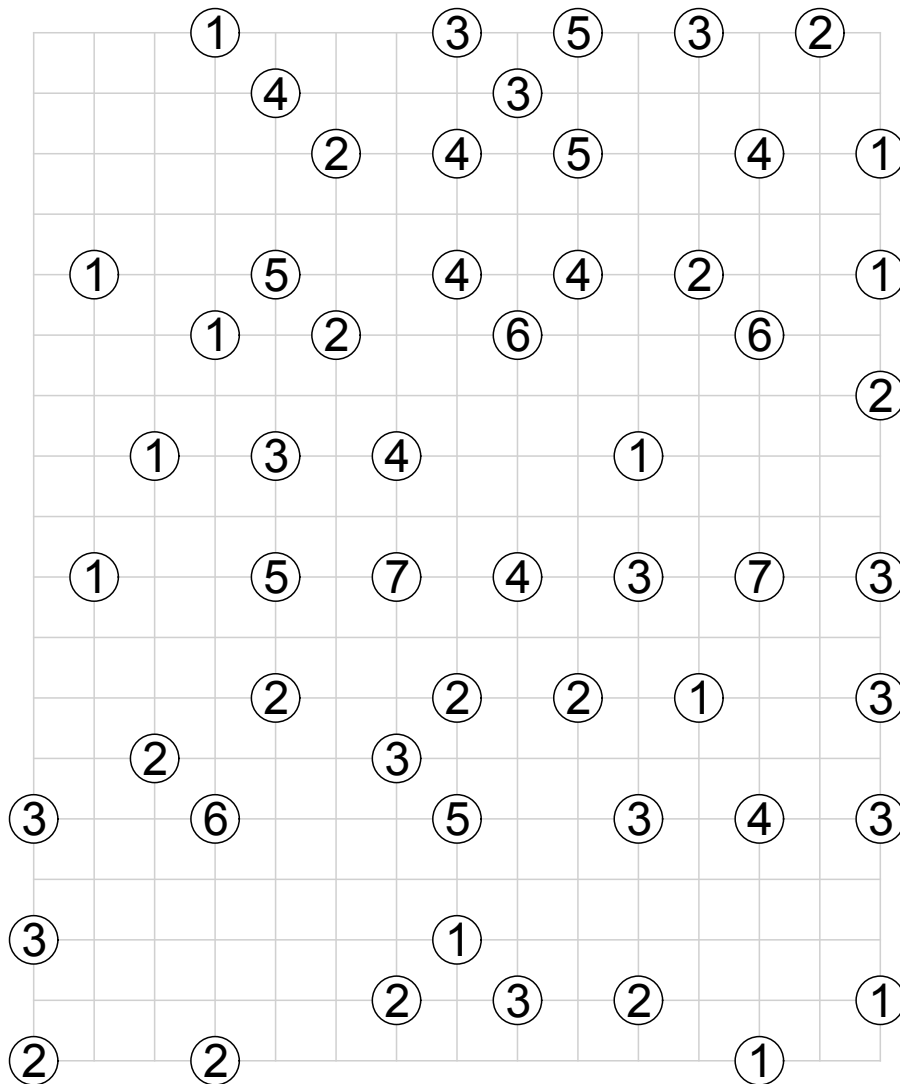 1 3 5 3 2
4 3
2 4 5 4 1
1 5 4 4 2 1
1 2 6 6
2
1 3 4 1
1 5 7 4 3 7 3
2 2 2 1 3
2 3
3 6 5 3 4 3
3 1
2 3 2 1
2 2 1